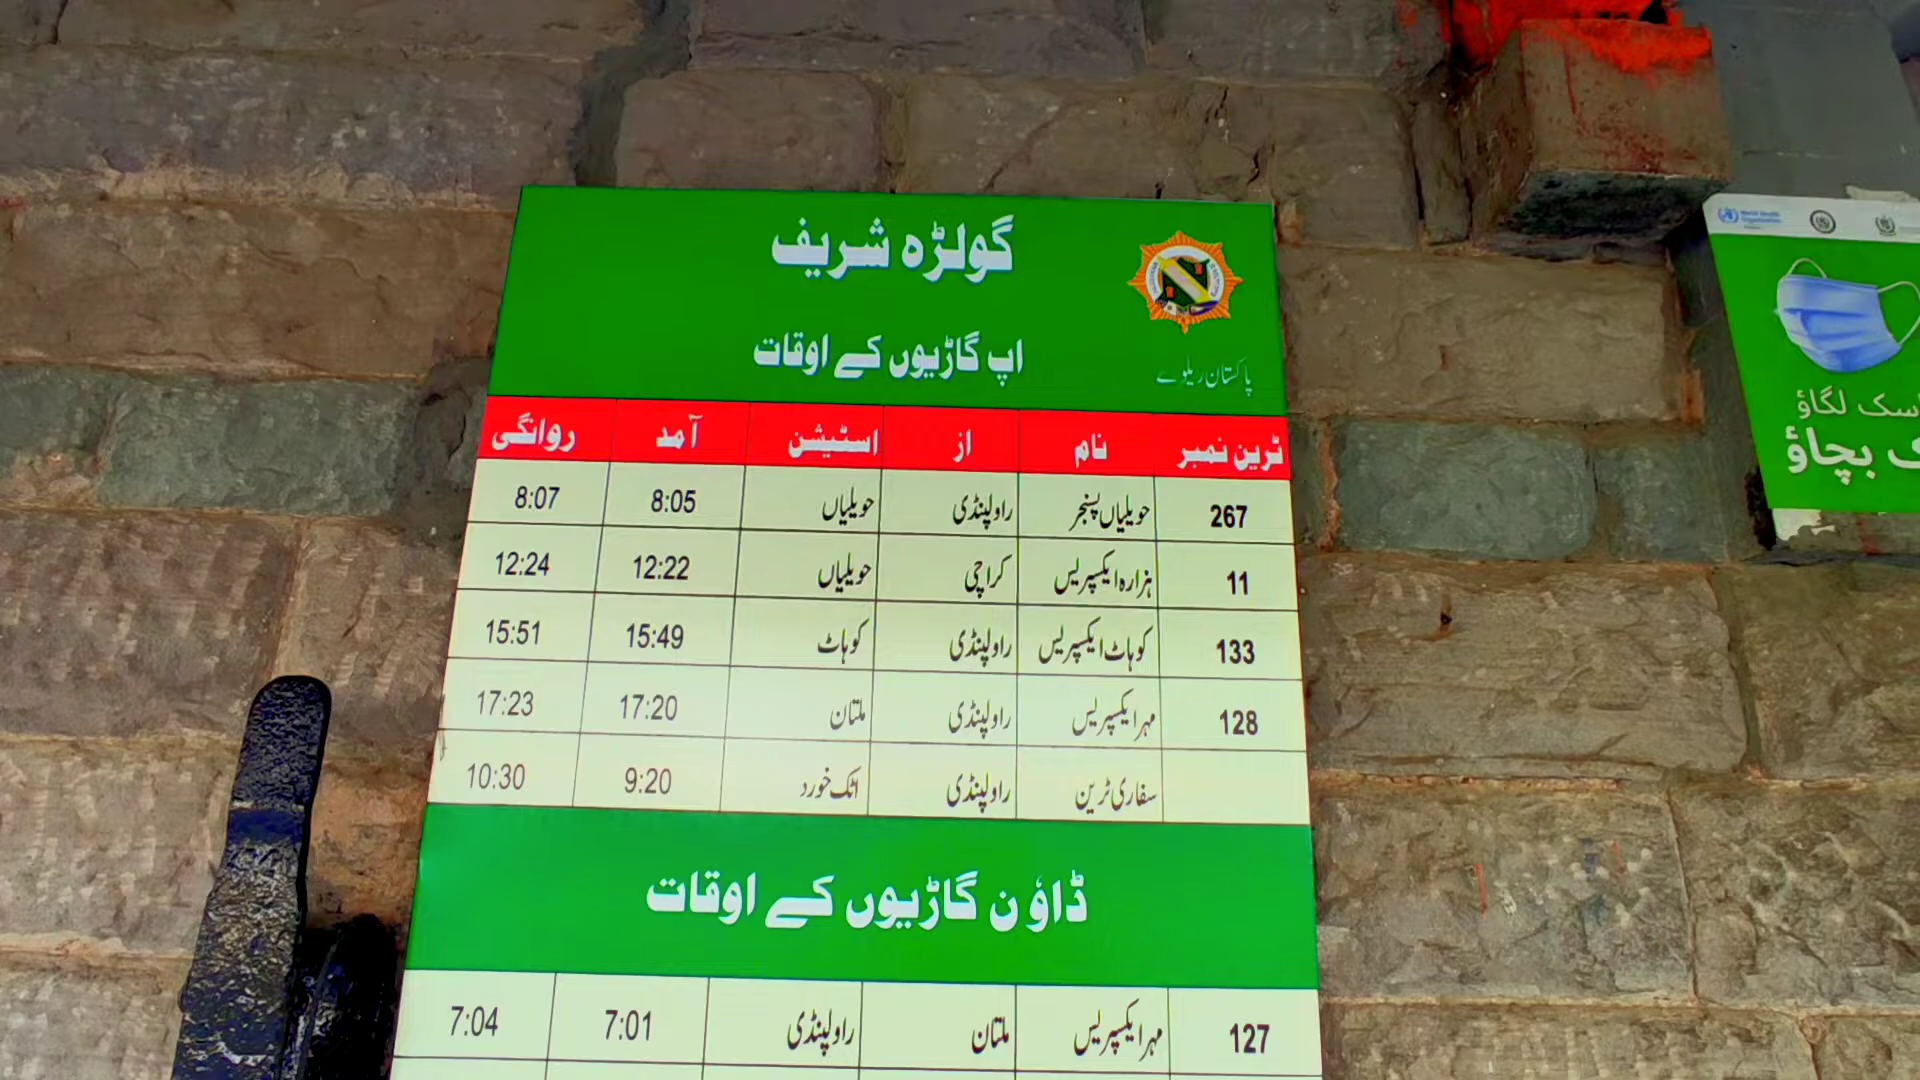 گولڑہ شریف
اپ گاڑیوں کے اوقات
پاکستان ریلوے
ٹرین نمبر نام از اسٹیشن آمد روانگی
267 حویلیاں پسنجر راولپنڈی حویلیاں 8:05 8:07
11 ہزارہ ایکسپریس کراچی حویلیاں 12:22 12:24
133 کوہاٹ ایکسپریس راولپنڈی کوہاٹ 15:49 15:51
128 مہر ایکسپریس راولپنڈی ملتان 17:20 17:23
سفاری ٹرین راولپنڈی اٹک خورد 9:20 10:30
ڈاؤن گاڑیوں کے اوقات
127 مہر ایکسپریس ملتان راولپنڈی 7:01 7:04
World Health
Organization
لگاؤ
بچاؤ